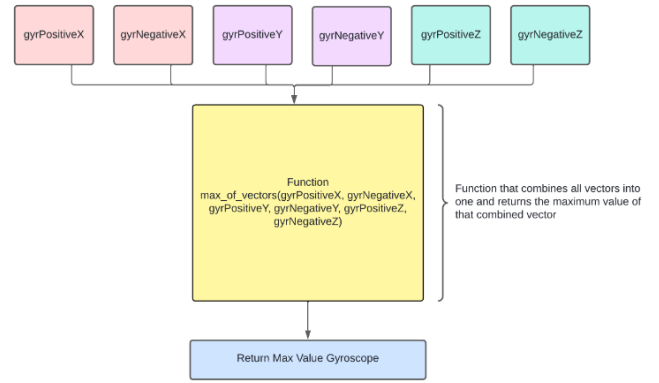 gyrPositiveX
gyrNegativeX
gyrPositiveY
gyrNegativeY
gyrPositiveZ
gyrNegativeZ
Function
max_of_vectors(gyrPositiveX, gyrNegativeX,
gyrPositiveY, gyrNegativeY, gyrPositiveZ,
gyrNegativeZ)
Function that combines all vectors into
one and returns the maximum value of
that combined vector
Return Max Value Gyroscope